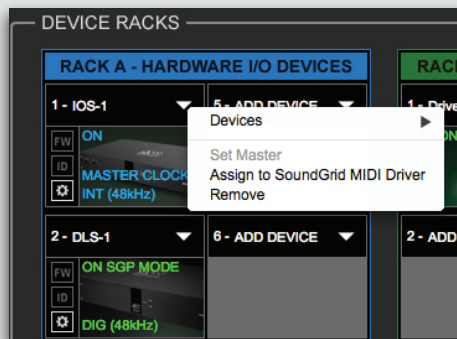 DEVICE RACKS
RACK A - HARDWARE I/O DEVICES
RAC
1 - IOS-1
5 - ADD DEVICE
1 - Drive
FW
ID
ON
MASTER CLOCK
INT (48kHz)
ON
Devices
Set Master
Assign to SoundGrid MIDI Driver
Remove
2 - DLS-1
6 - ADD DEVICE
2 - ADD
FW
ID
ON SGP MODE
DIG (48kHz)